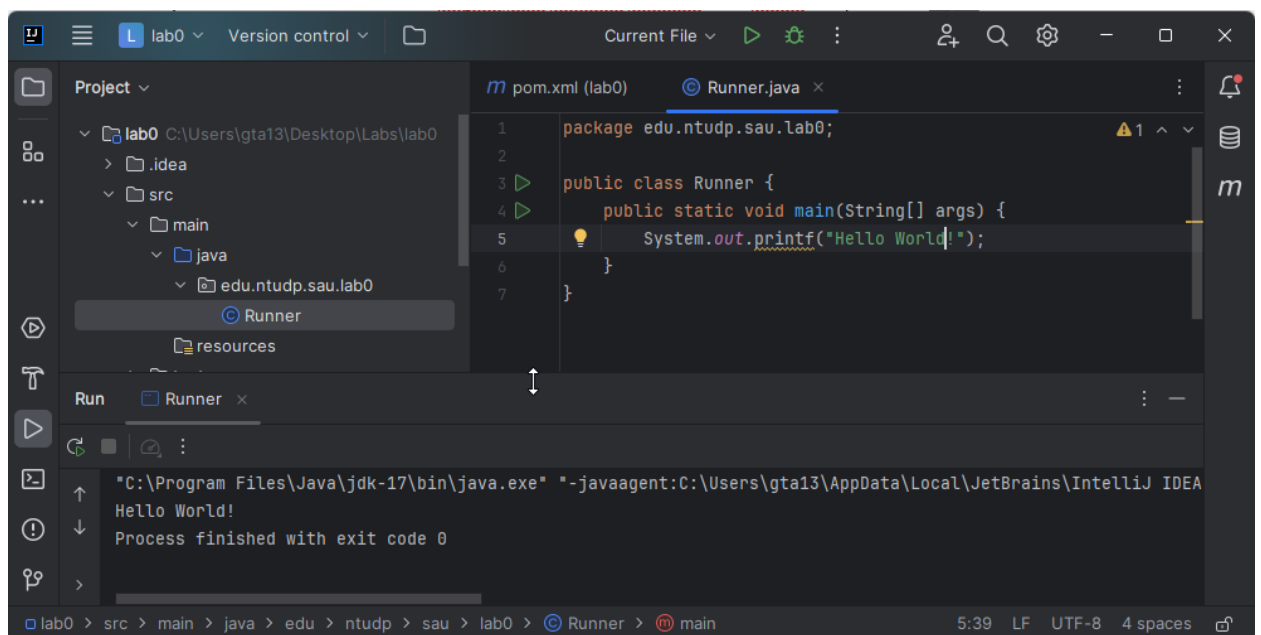 L lab0 Version control Current File
Project
lab0 C:\Users\gta13\Desktop\Labs\lab0
.idea
src
main
java
edu.ntudp.sau.lab0
Runner
resources
m pom.xml (lab0) Runner.java
1 package edu.ntudp.sau.lab0;
2
3 public class Runner {
4 public static void main(String[] args) {
5 System.out.printf("Hello World!");
6 }
7 }
1
m
Run Runner
"C:\Program Files\Java\jdk-17\bin\java.exe" "-javaagent:C:\Users\gta13\AppData\Local\JetBrains\IntelliJ IDEA
Hello World!
Process finished with exit code 0
lab0 > src > main > java > edu > ntudp > sau > lab0 > Runner > main 5:39 LF UTF-8 4 spaces